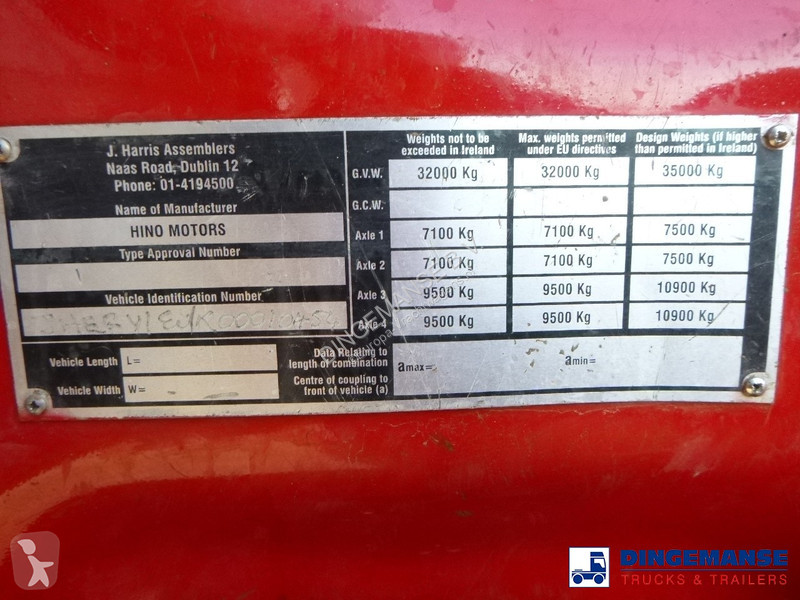 J. Harris Assemblers
Naas Road, Dublin 12
Phone: 01-4194500
Name of Manufacturer
HINO MOTORS
Type Approval Number
Vehicle Identification Number
Vehicle Length L=
Vehicle Width W=
Weights not to be exceeded in Ireland
Max. weights permitted under EU directives
Design Weights (if higher than permitted in Ireland)
G.V.W. 32000 Kg 32000 Kg 35000 Kg
G.C.W.
Axle 1 7100 Kg 7100 Kg 7500 Kg
Axle 2 7100 Kg 7100 Kg 7500 Kg
Axle 3 9500 Kg 9500 Kg 10900 Kg
Axle 4 9500 Kg 9500 Kg 10900 Kg
Data Relating to length of combination
Centre of coupling to front of vehicle (a)
amax= amin=
DINGEMANSE
TRUCKS & TRAILERS